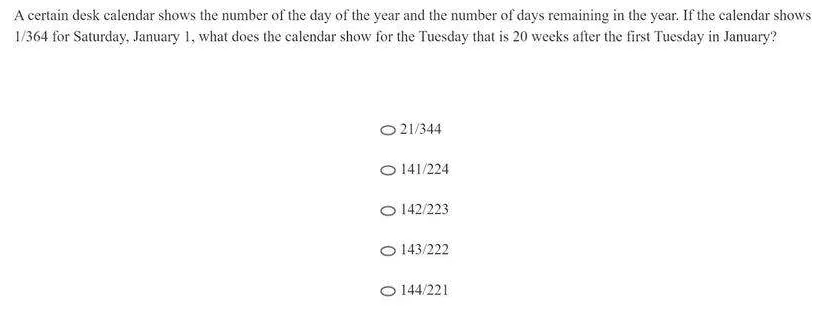 A certain desk calendar shows the number of the day of the year and the number of days remaining in the year. If the calendar shows
1/364 for Saturday, January 1, what does the calendar show for the Tuesday that is 20 weeks after the first Tuesday in January?
21/344
141/224
142/223
143/222
144/221